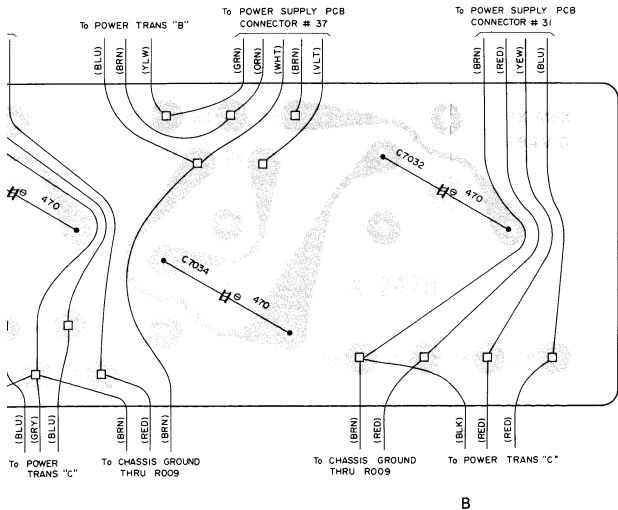 To POWER TRANS "B"
To POWER SUPPLY PCB
CONNECTOR # 37
To POWER SUPPLY PCB
CONNECTOR # 31
(BLU)
(BRN)
(YLW)
(GRN)
(ORN)
(WHT)
(BRN)
(VLT)
(BRN)
(RED)
(YEW)
(BLU)
C7032
⊖ 470
⊖ 470
C7034
⊖ 470
(BLU)
(GRY)
(BLU)
(BRN)
(RED)
(BRN)
(BRN)
(RED)
(BLK)
(RED)
(RED)
To POWER
TRANS "C"
To CHASSIS GROUND
THRU R009
To CHASSIS GROUND
THRU R009
To POWER TRANS "C"
B